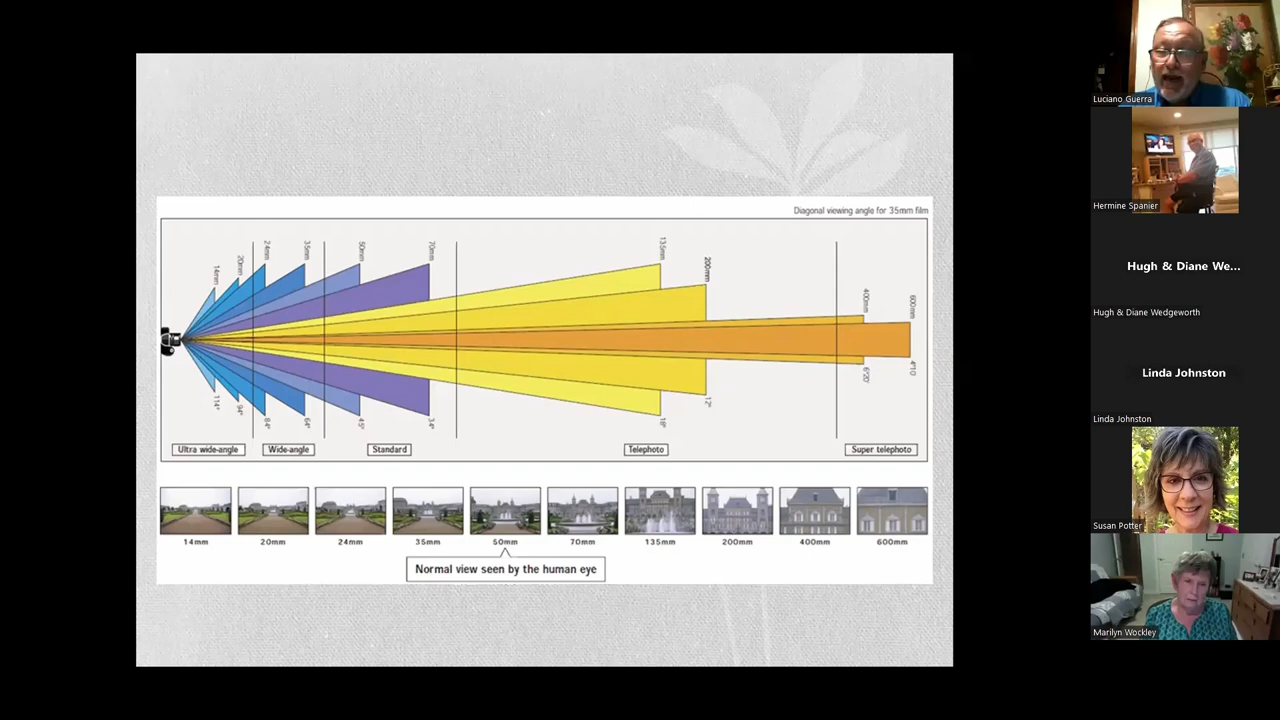 Diagonal viewing angle for 35mm film
14mm
20mm
24mm
35mm
50mm
70mm
135mm
200mm
400mm
600mm
114°
94°
84°
64°
45°
34°
18°
12°
6°20'
4°10'
Ultra wide-angle
Wide-angle
Standard
Telephoto
Super telephoto
14mm
20mm
24mm
35mm
50mm
70mm
135mm
200mm
400mm
600mm
Normal view seen by the human eye
Luciano Guerra
Hermine Spanier
Hugh & Diane We...
Hugh & Diane Wedgeworth
Linda Johnston
Linda Johnston
Susan Potter
Marilyn Wockley